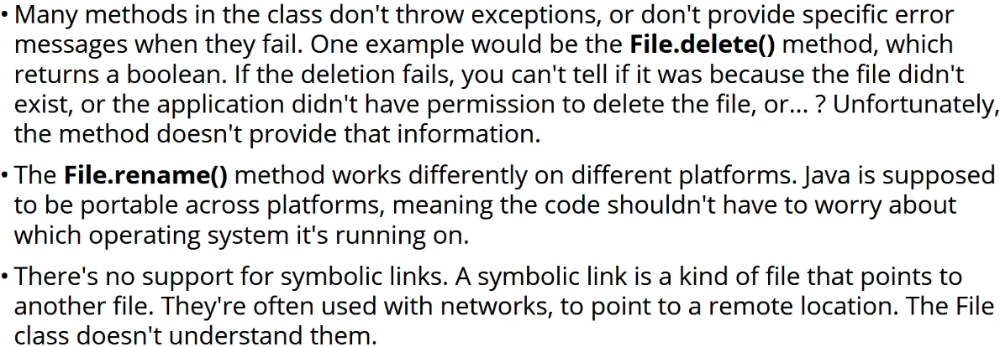 • Many methods in the class don't throw exceptions, or don't provide specific error
messages when they fail. One example would be the File.delete() method, which
returns a boolean. If the deletion fails, you can't tell if it was because the file didn't
exist, or the application didn't have permission to delete the file, or... ? Unfortunately,
the method doesn't provide that information.
• The File.rename() method works differently on different platforms. Java is supposed
to be portable across platforms, meaning the code shouldn't have to worry about
which operating system it's running on.
• There's no support for symbolic links. A symbolic link is a kind of file that points to
another file. They're often used with networks, to point to a remote location. The File
class doesn't understand them.